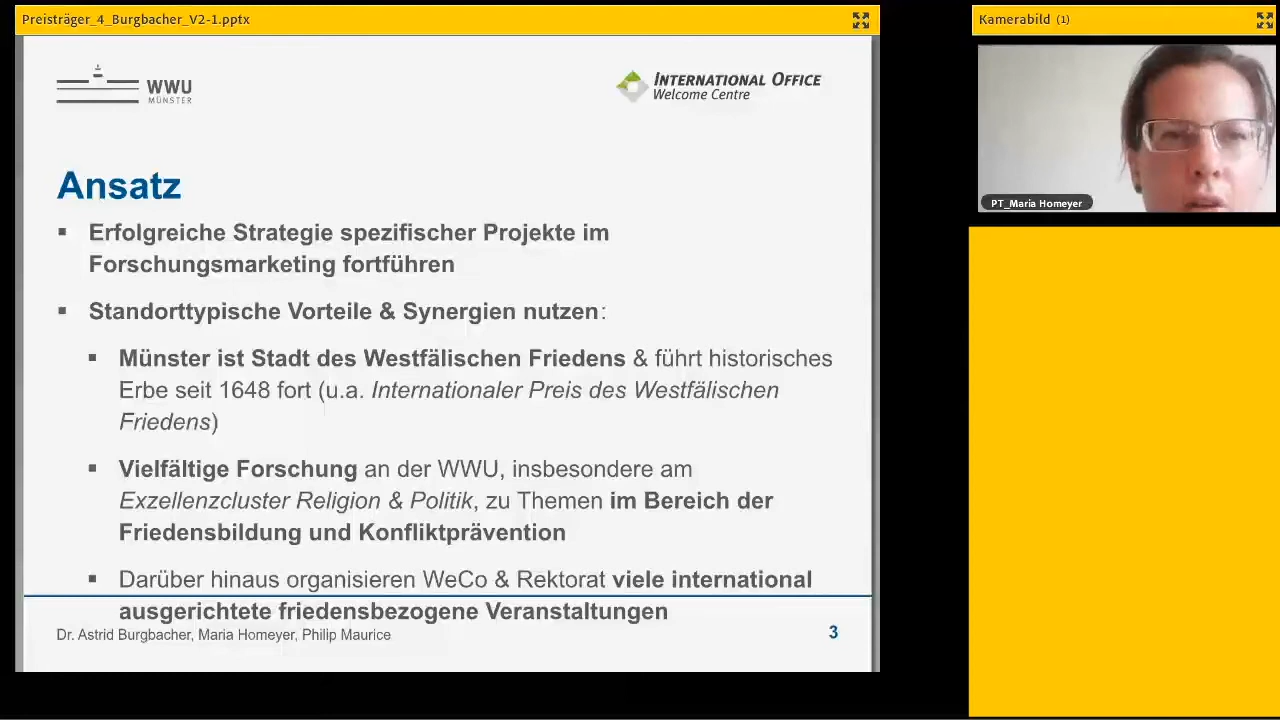 Preisträger_4_Burgbacher_V2-1.pptx
Kamerabild (1)
WWU
MÜNSTER
INTERNATIONAL OFFICE
Welcome Centre
PT_Maria Homeyer
Ansatz
▪ Erfolgreiche Strategie spezifischer Projekte im
Forschungsmarketing fortführen
▪ Standorttypische Vorteile & Synergien nutzen:
▪ Münster ist Stadt des Westfälischen Friedens & führt historisches
Erbe seit 1648 fort (u.a. Internationaler Preis des Westfälischen
Friedens)
▪ Vielfältige Forschung an der WWU, insbesondere am
Exzellenzcluster Religion & Politik, zu Themen im Bereich der
Friedensbildung und Konfliktprävention
▪ Darüber hinaus organisieren WeCo & Rektorat viele international
ausgerichtete friedensbezogene Veranstaltungen
Dr. Astrid Burgbacher, Maria Homeyer, Philip Maurice
3